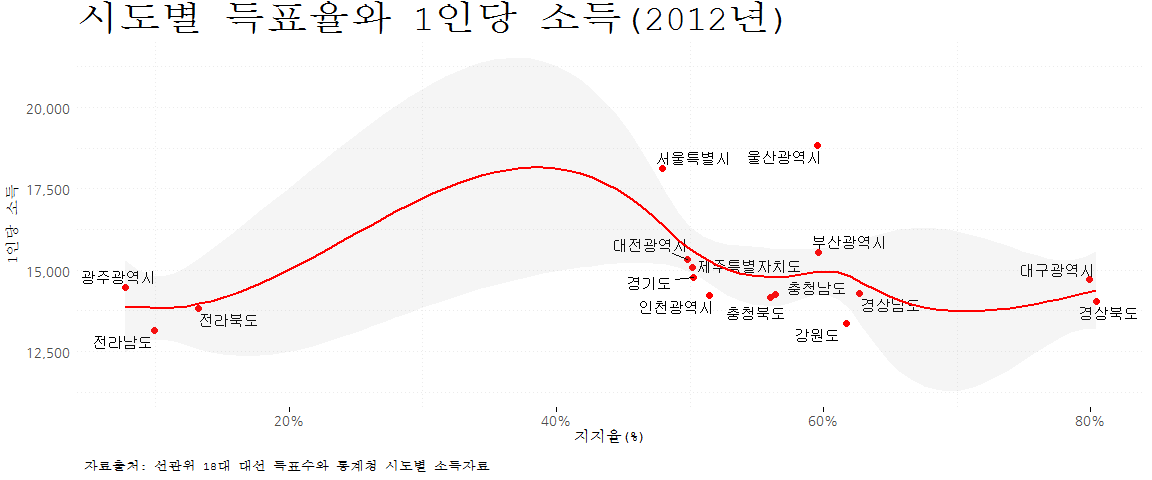 시도별 득표율와 1인당 소득(2012년)
20,000
17,500
15,000
12,500
1인당 소득
서울특별시
울산광역시
부산광역시
대전광역시
제주특별자치도
대구광역시
광주광역시
경기도
충청남도
인천광역시
충청북도
경상남도
경상북도
전라북도
강원도
전라남도
20%
40%
60%
80%
지지율(%)
자료출처: 선관위 18대 대선 득표수와 통계청 시도별 소득자료